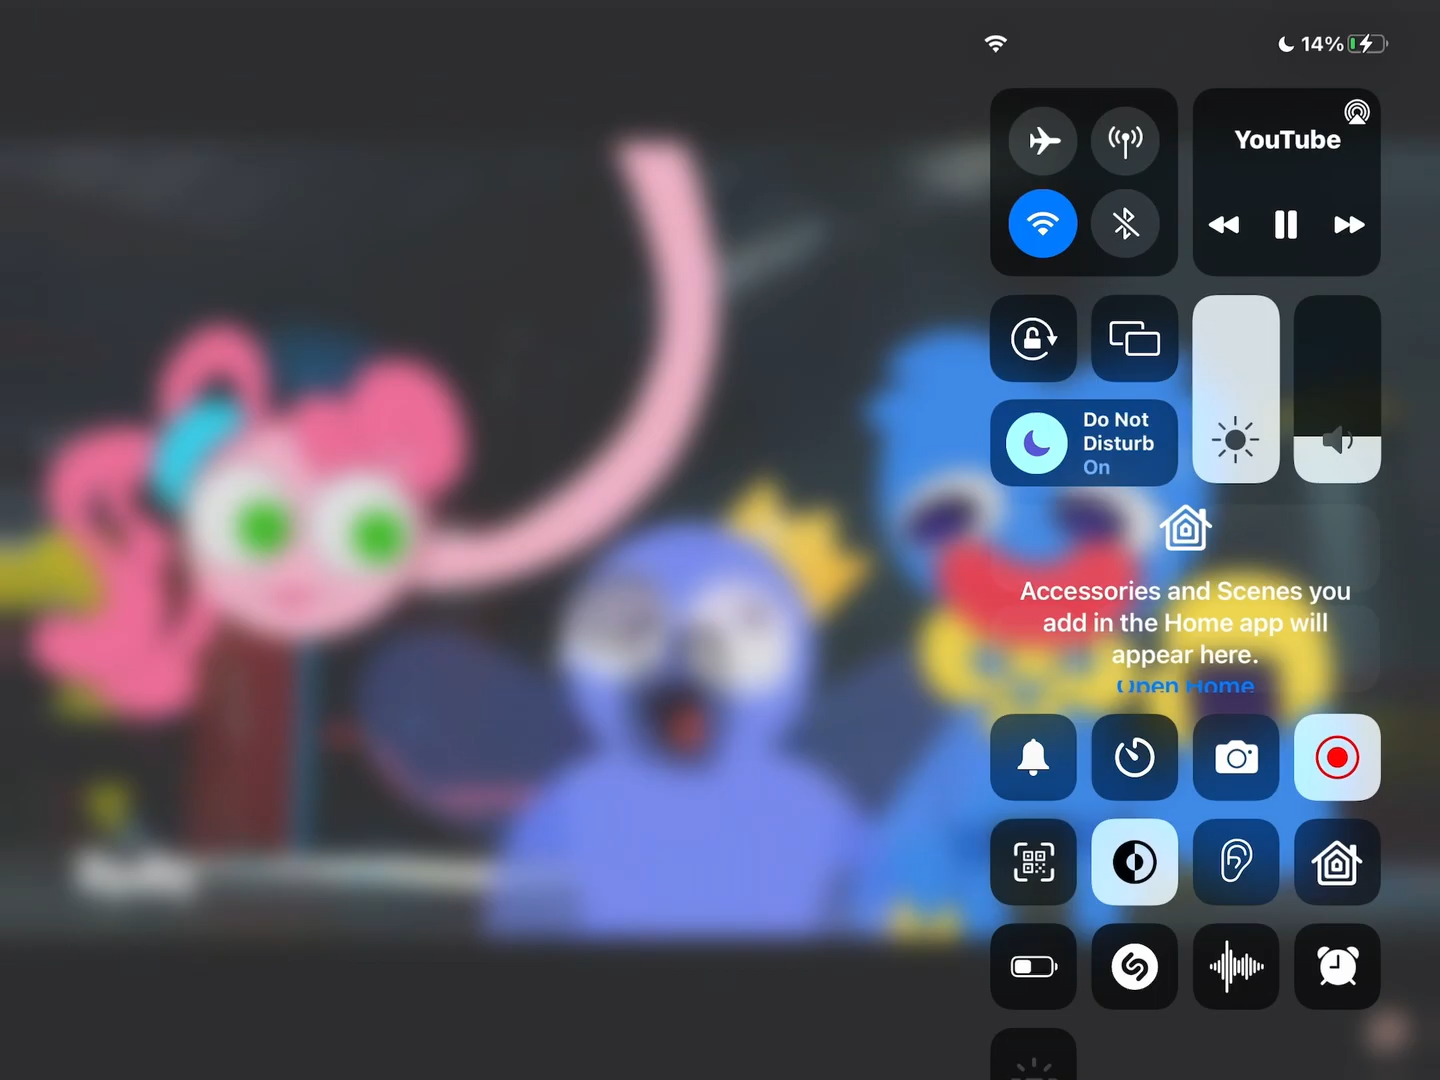 14%
YouTube
Do Not
Disturb
On
Accessories and Scenes you
add in the Home app will
appear here.
Open Home